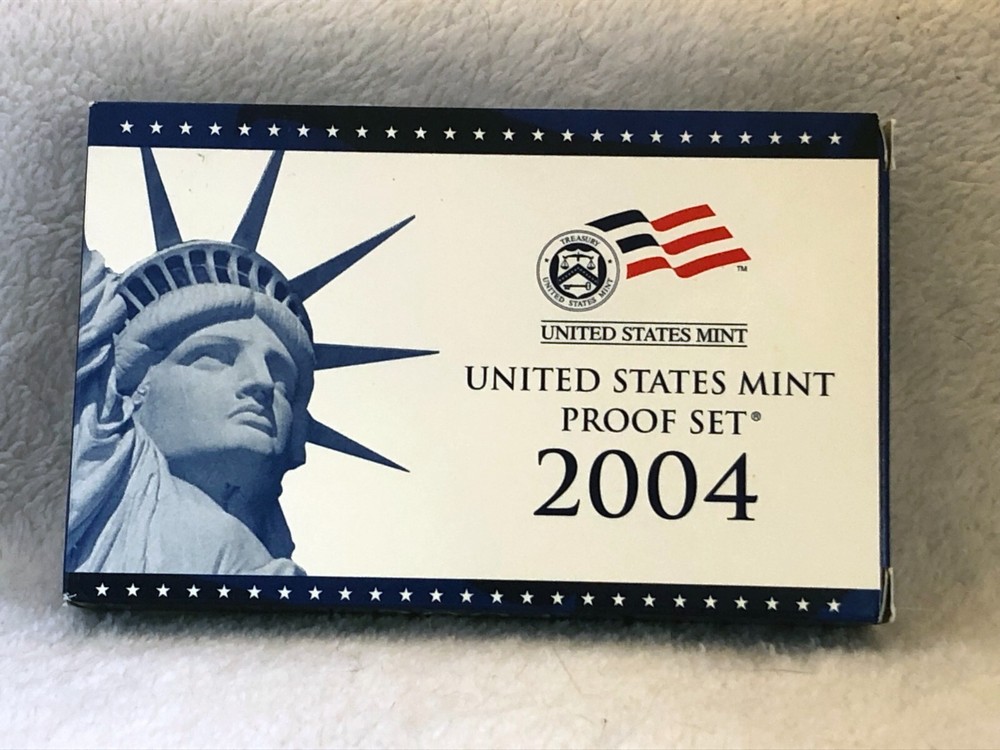 TREASURY
UNITED STATES MINT
TM
UNITED STATES MINT
UNITED STATES MINT
PROOF SET®
2004